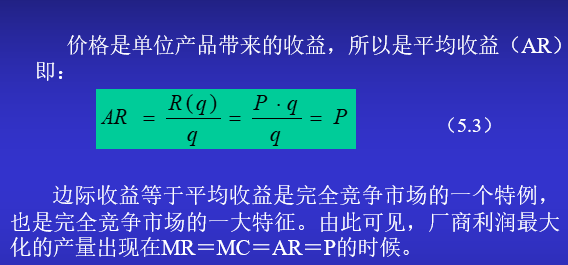 价格是单位产品带来的收益，所以是平均收益（AR）
即：
AR = R(q)/q = P·q/q = P （5.3）
边际收益等于平均收益是完全竞争市场的一个特例，
也是完全竞争市场的一大特征。由此可见，厂商利润最大
化的产量出现在MR＝MC＝AR＝P的时候。